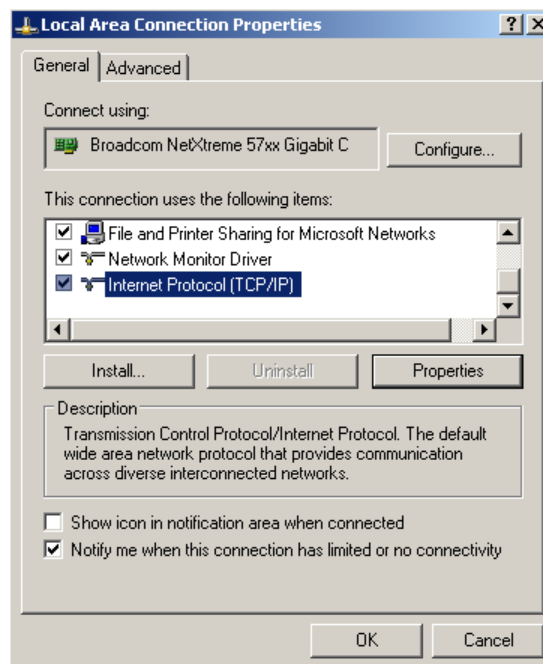 Local Area Connection Properties
General Advanced
Connect using:
Broadcom NetXtreme 57xx Gigabit C Configure...
This connection uses the following items:
File and Printer Sharing for Microsoft Networks
Network Monitor Driver
Internet Protocol (TCP/IP)
Install... Uninstall Properties
Description
Transmission Control Protocol/Internet Protocol. The default
wide area network protocol that provides communication
across diverse interconnected networks.
Show icon in notification area when connected
Notify me when this connection has limited or no connectivity
OK Cancel